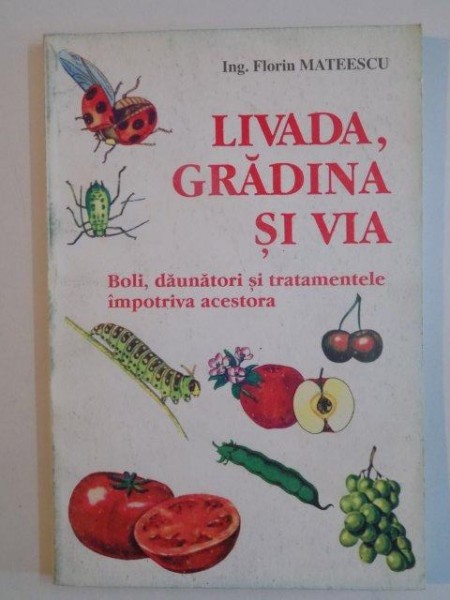 Ing. Florin MATEESCU
LIVADA,
GRĂDINA
ȘI VIA
Boli, dăunători și tratamentele
împotriva acestora